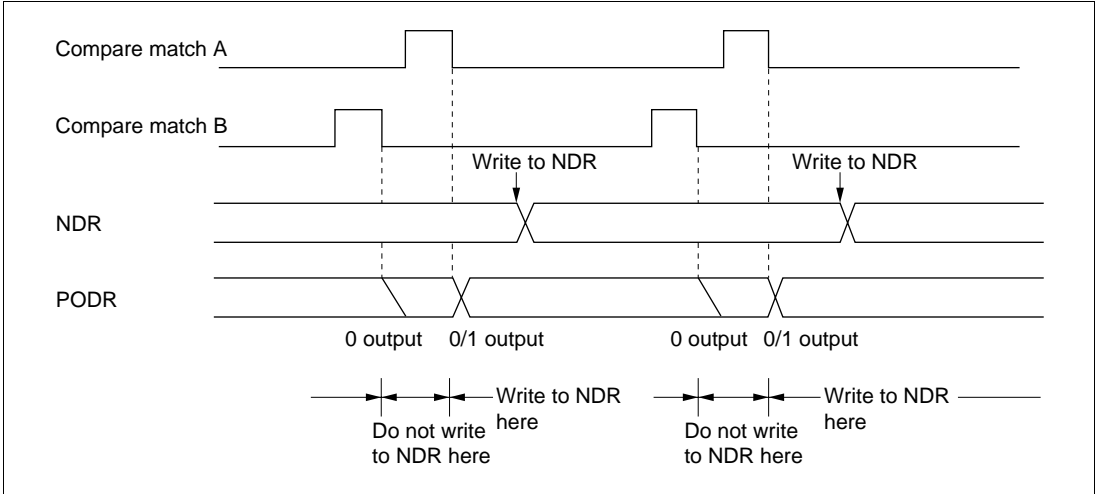 Compare match A
Compare match B
Write to NDR
Write to NDR
NDR
PODR
0 output
0/1 output
0 output
0/1 output
Write to NDR
here
Do not write
to NDR here
Write to NDR
here
Do not write
to NDR here